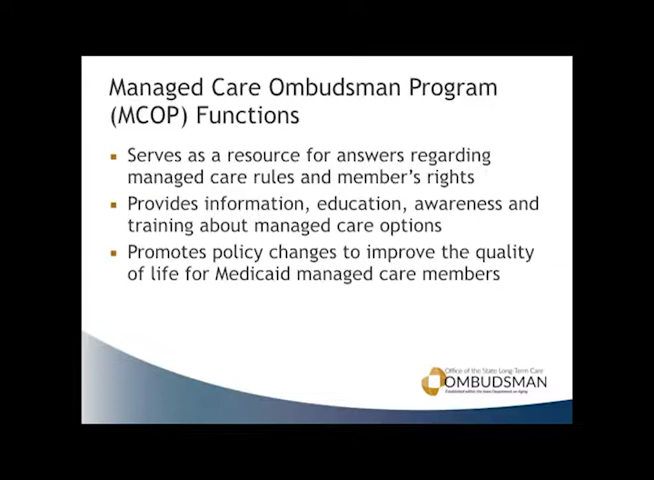 Managed Care Ombudsman Program
(MCOP) Functions
Serves as a resource for answers regarding
managed care rules and member's rights
Provides information, education, awareness and
training about managed care options
Promotes policy changes to improve the quality
of life for Medicaid managed care members
Office of the State Long Term Care
OMBUDSMAN
Established within the Iowa Department on Aging